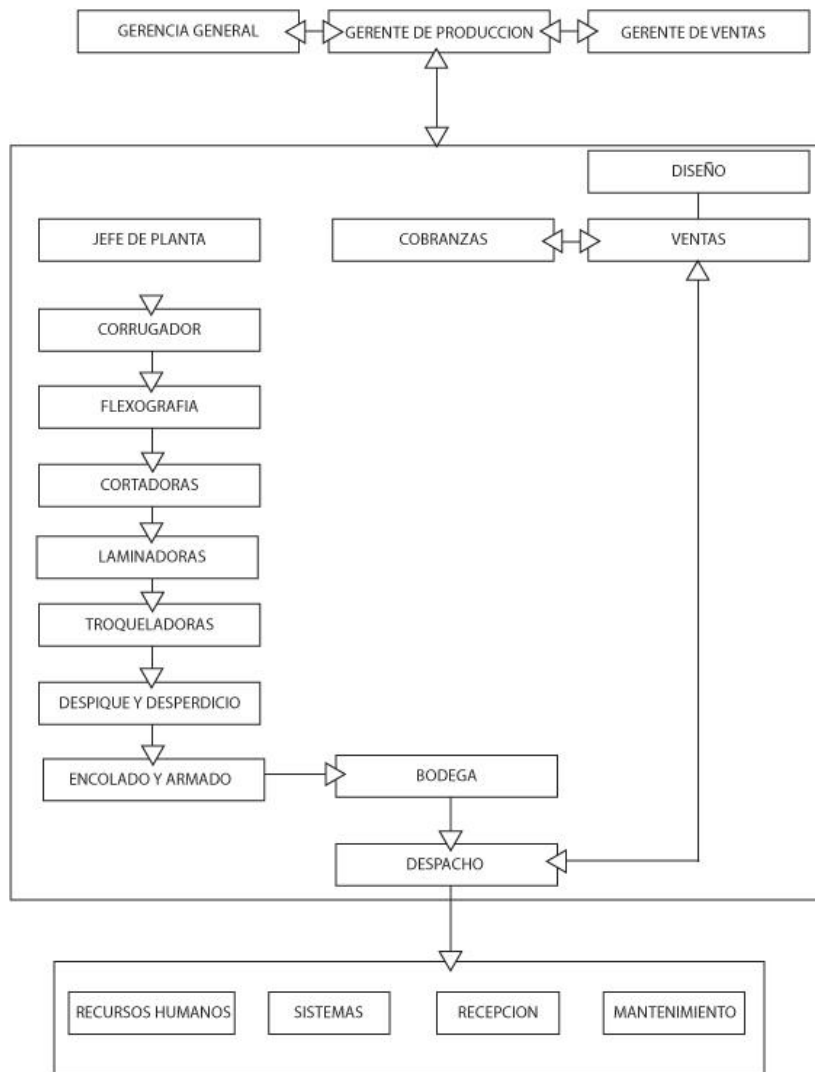 GERENCIA GENERAL
GERENTE DE PRODUCCION
GERENTE DE VENTAS
DISEÑO
JEFE DE PLANTA
COBRANZAS
VENTAS
CORRUGADOR
FLEXOGRAFIA
CORTADORAS
LAMINADORAS
TROQUELADORAS
DESPIQUE Y DESPERDICIO
ENCOLADO Y ARMADO
BODEGA
DESPACHO
RECURSOS HUMANOS
SISTEMAS
RECEPCION
MANTENIMIENTO